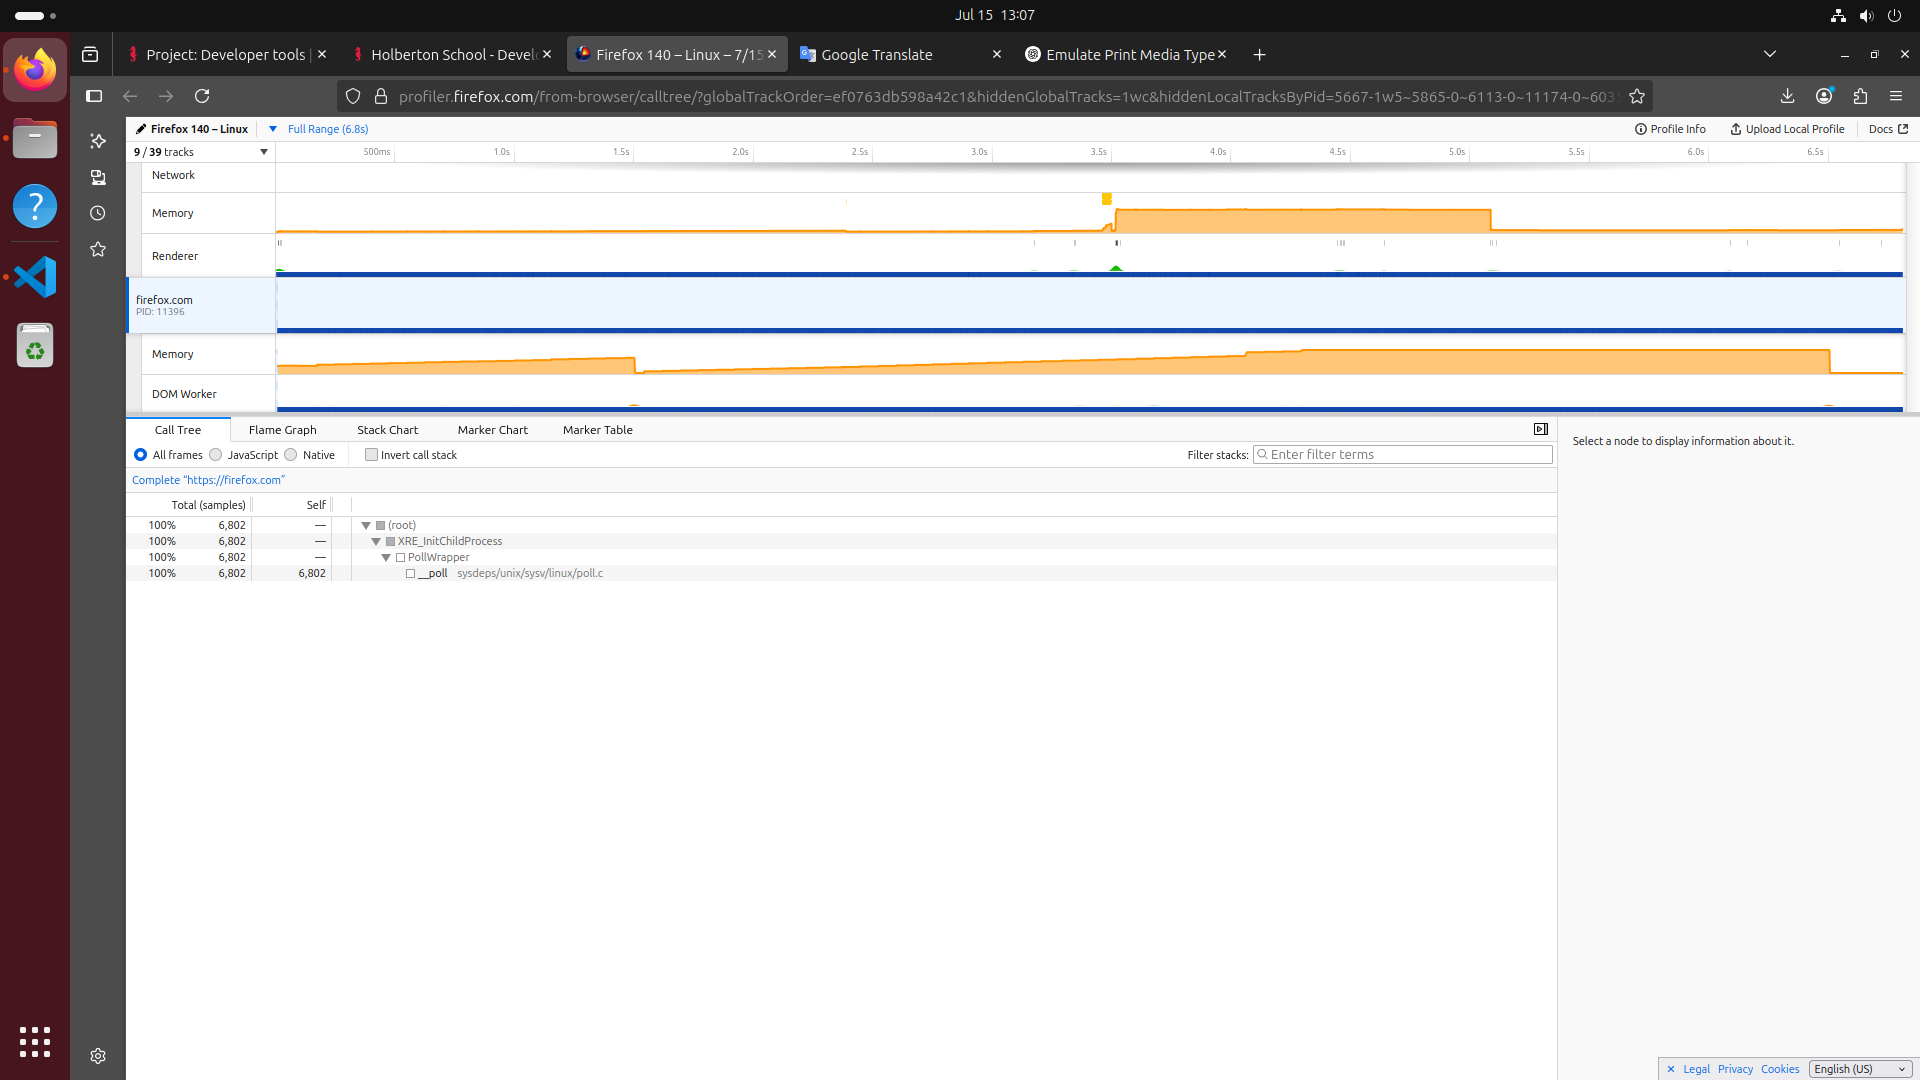 Jul 15 13:07
Project: Developer tools |
Holberton School - Develo
Firefox 140 – Linux – 7/15
Google Translate
Emulate Print Media Type
profiler.firefox.com/from-browser/calltree/?globalTrackOrder=ef0763db598a42c1&hiddenGlobalTracks=1wc&hiddenLocalTracksByPid=5667-1w5~5865-0~6113-0~11174-0~6035
Firefox 140 – Linux
Full Range (6.8s)
Profile Info
Upload Local Profile
Docs
9 / 39 tracks
500ms
1.0s
1.5s
2.0s
2.5s
3.0s
3.5s
4.0s
4.5s
5.0s
5.5s
6.0s
6.5s
Network
Memory
Renderer
firefox.com
PID: 11396
Memory
DOM Worker
Call Tree
Flame Graph
Stack Chart
Marker Chart
Marker Table
All frames
JavaScript
Native
Invert call stack
Filter stacks:
Enter filter terms
Complete “https://firefox.com”
Total (samples)
Self
100% 6,802 — (root)
100% 6,802 — XRE_InitChildProcess
100% 6,802 — PollWrapper
100% 6,802 6,802 __poll sysdeps/unix/sysv/linux/poll.c
Select a node to display information about it.
Legal
Privacy
Cookies
English (US)